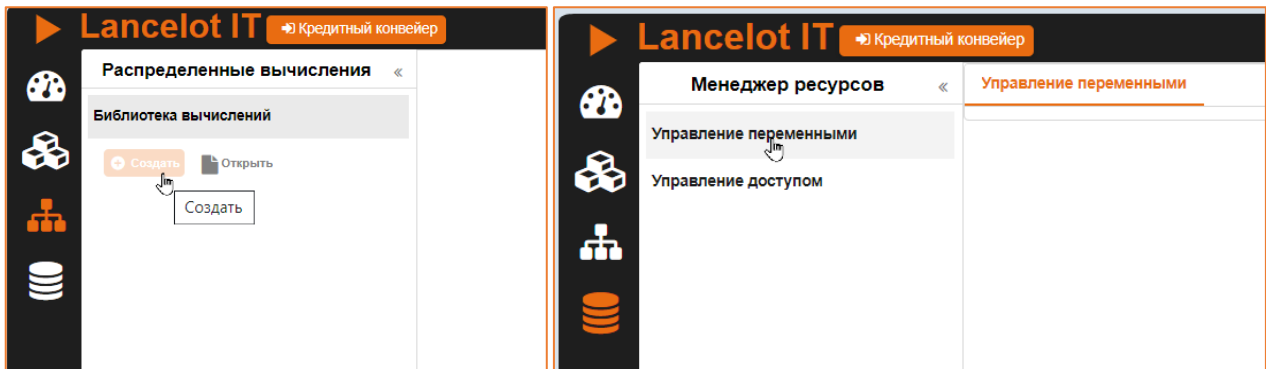 Lancelot IT
Кредитный конвейер
Распределенные вычисления «
Библиотека вычислений
Создать Открыть
Создать
Lancelot IT
Кредитный конвейер
Менеджер ресурсов «
Управление переменными
Управление доступом
Управление переменными